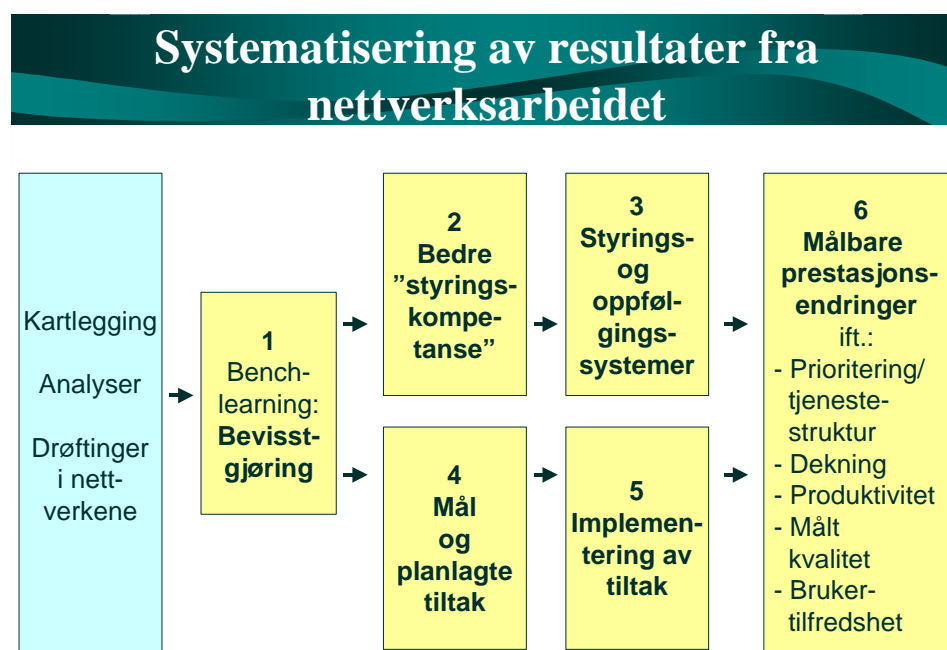 Systematisering av resultater fra
nettverksarbeidet
Kartlegging
Analyser
Drøftinger
i nett-
verkene
1
Bench-
learning:
Bevisst-
gjøring
2
Bedre
”styrings-
kompe-
tanse”
3
Styrings-
og
oppføl-
gings-
systemer
4
Mål
og
planlagte
tiltak
5
Implemen-
tering av
tiltak
6
Målbare
prestasjons-
endringer
ift.:
- Prioritering/
tjeneste-
struktur
- Dekning
- Produktivitet
- Målt
kvalitet
- Bruker-
tilfredshet